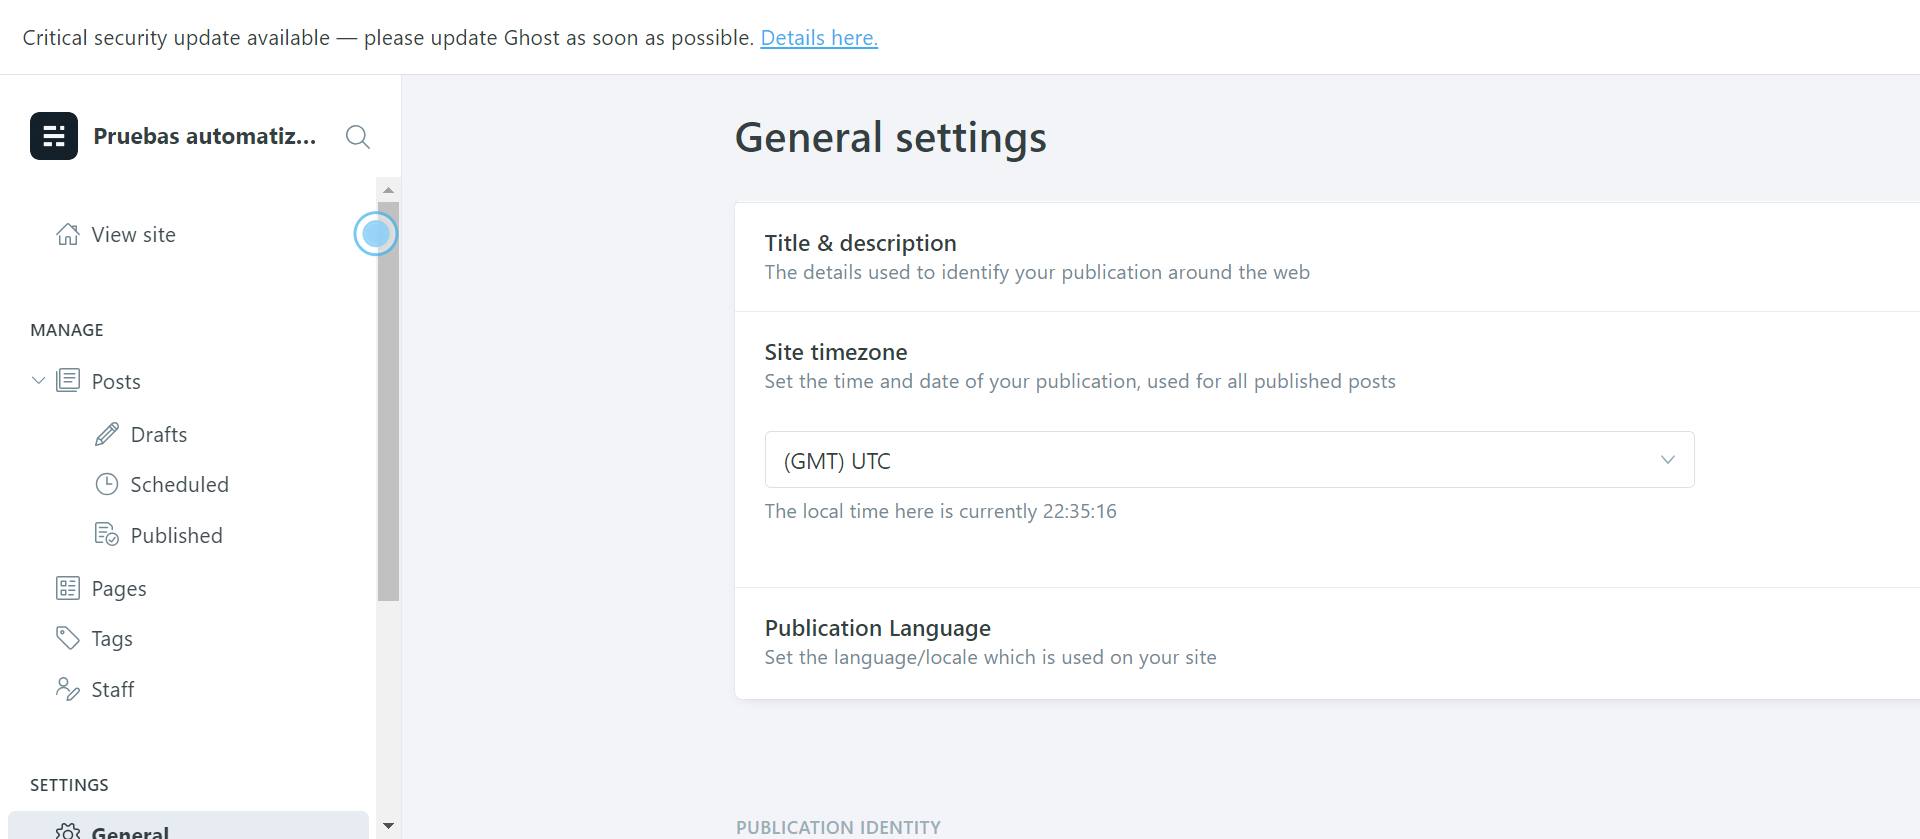 Critical security update available — please update Ghost as soon as possible. Details here.
Pruebas automatiz...
View site
MANAGE
Posts
Drafts
Scheduled
Published
Pages
Tags
Staff
SETTINGS
General
General settings
Title & description
The details used to identify your publication around the web
Site timezone
Set the time and date of your publication, used for all published posts
(GMT) UTC
The local time here is currently 22:35:16
Publication Language
Set the language/locale which is used on your site
PUBLICATION IDENTITY